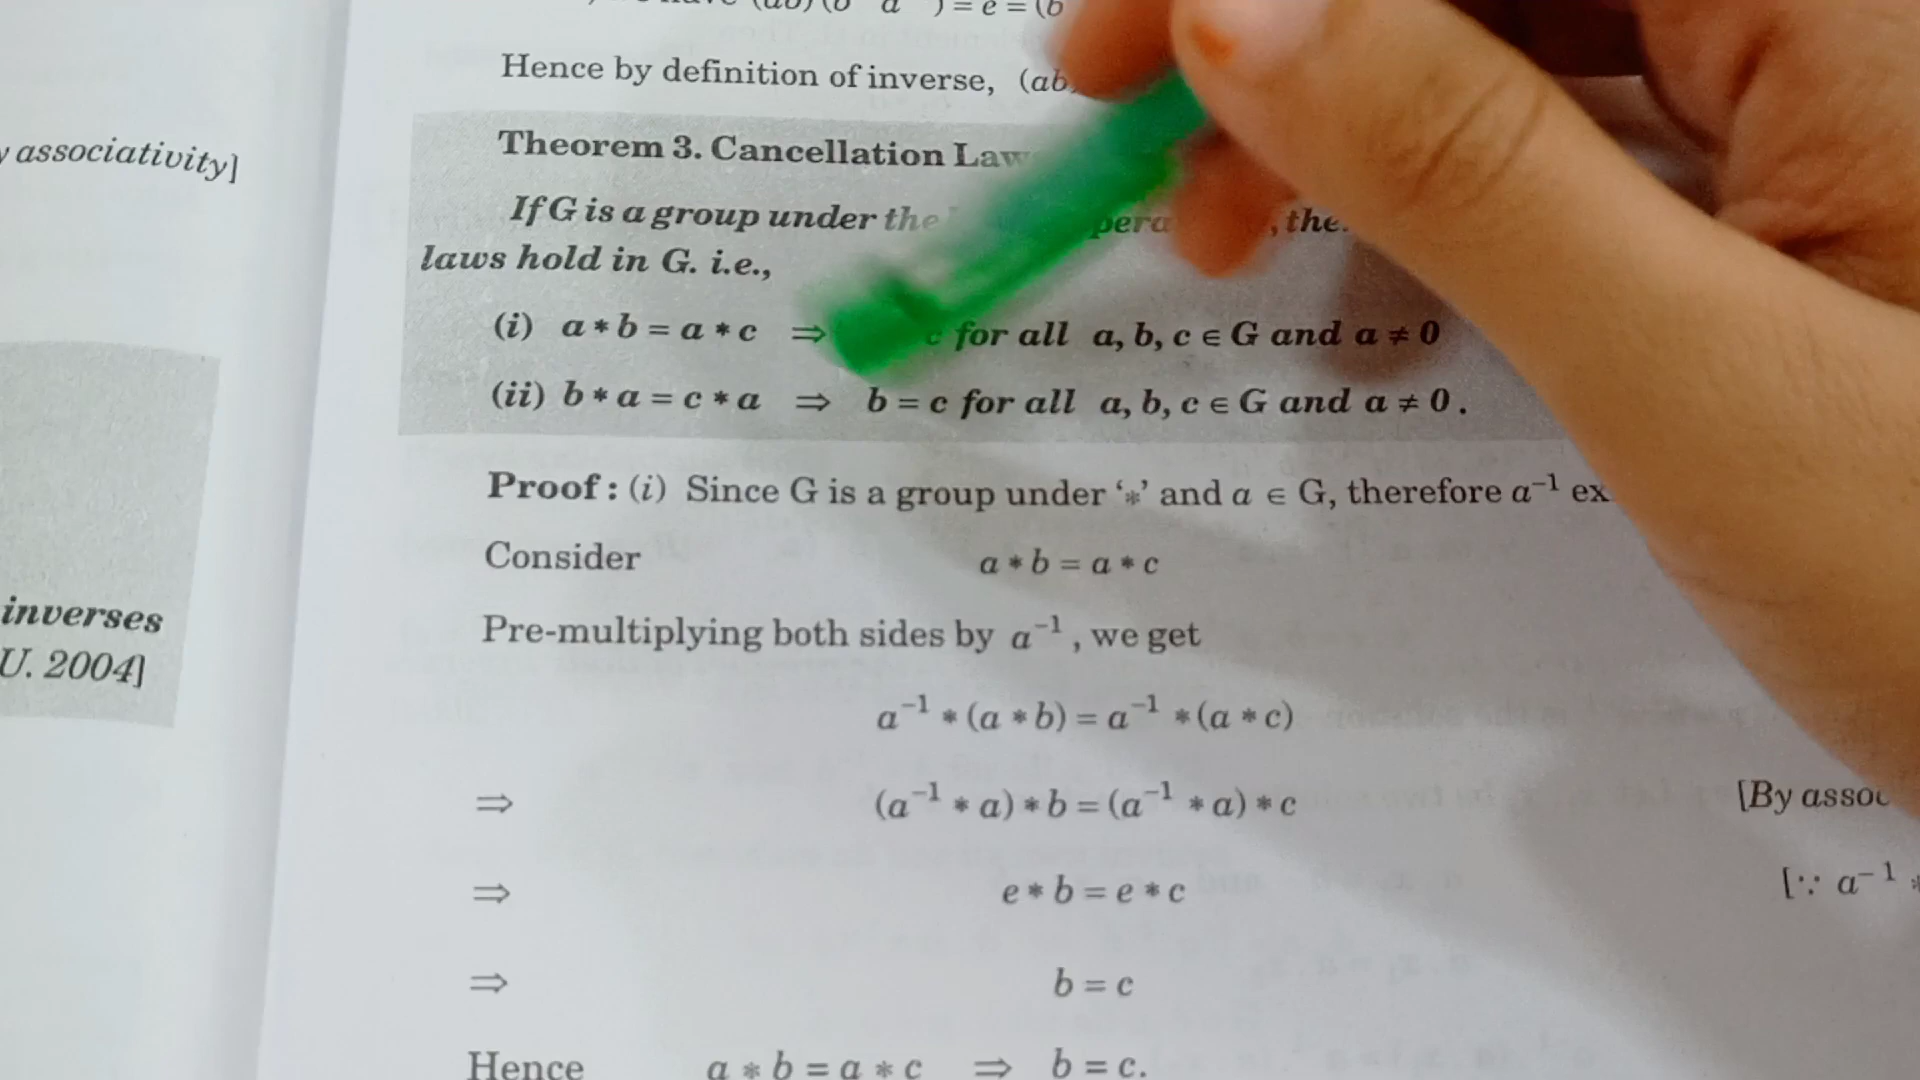 associativity]
inverses
U. 2004]
Hence by definition of inverse, (ab
Theorem 3. Cancellation Law
If G is a group under the
laws hold in G. i.e.,
(i) a * b = a * c ⇒ c for all a, b, c ∈ G and a ≠ 0
(ii) b * a = c * a ⇒ b = c for all a, b, c ∈ G and a ≠ 0.
Proof : (i) Since G is a group under ‘*’ and a ∈ G, therefore a⁻¹ ex
Consider a * b = a * c
Pre-multiplying both sides by a⁻¹, we get
a⁻¹ * (a * b) = a⁻¹ * (a * c)
⇒ (a⁻¹ * a) * b = (a⁻¹ * a) * c [By assoc
⇒ e * b = e * c [∵ a⁻¹ *
⇒ b = c
Hence a * b = a * c ⇒ b = c.